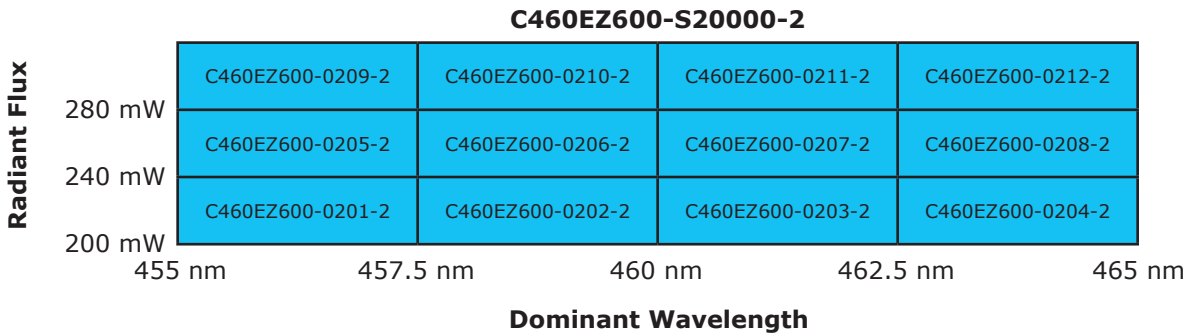 C460EZ600-S20000-2
Radiant Flux
C460EZ600-0209-2 C460EZ600-0210-2 C460EZ600-0211-2 C460EZ600-0212-2
280 mW
C460EZ600-0205-2 C460EZ600-0206-2 C460EZ600-0207-2 C460EZ600-0208-2
240 mW
C460EZ600-0201-2 C460EZ600-0202-2 C460EZ600-0203-2 C460EZ600-0204-2
200 mW
455 nm 457.5 nm 460 nm 462.5 nm 465 nm
Dominant Wavelength